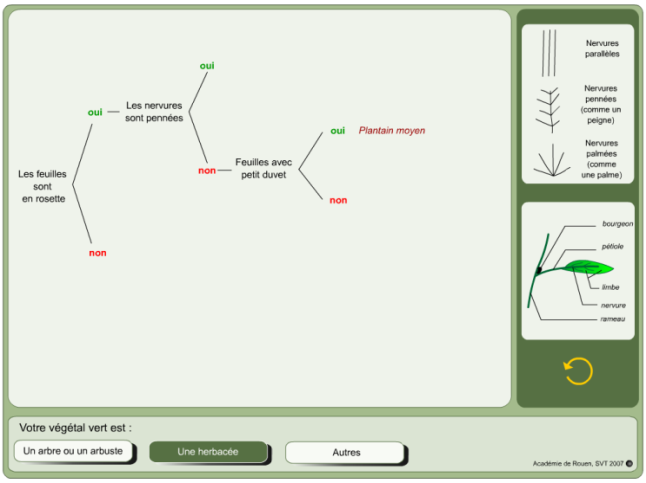 oui
oui
Les nervures
sont pennées
oui
Plantain moyen
Les feuilles
sont
en rosette
non
Feuilles avec
petit duvet
non
non
Nervures
parallèles
Nervures
pennées
(comme un
peigne)
Nervures
palmées
(comme
une palme)
bourgeon
pétiole
limbe
nervure
rameau
Votre végétal vert est :
Un arbre ou un arbuste
Une herbacée
Autres
Académie de Rouen, SVT 2007